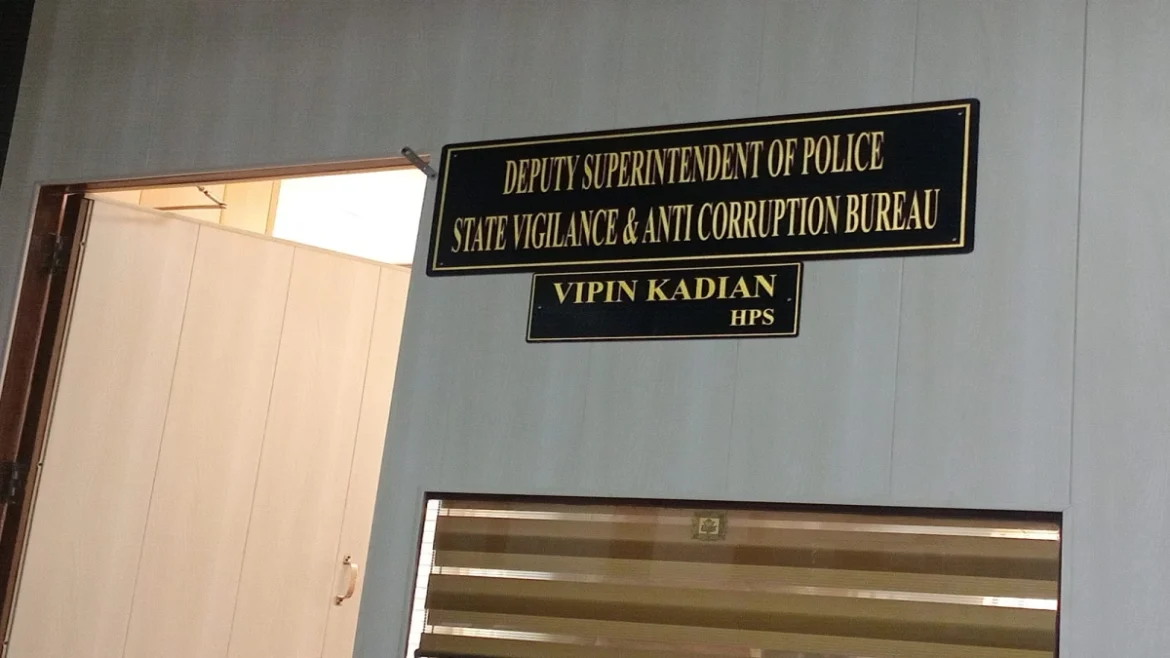 DEPUTY SUPERINTENDENT OF POLICE
STATE VIGILANCE & ANTI CORRUPTION BUREAU
VIPIN KADIAN
HPS